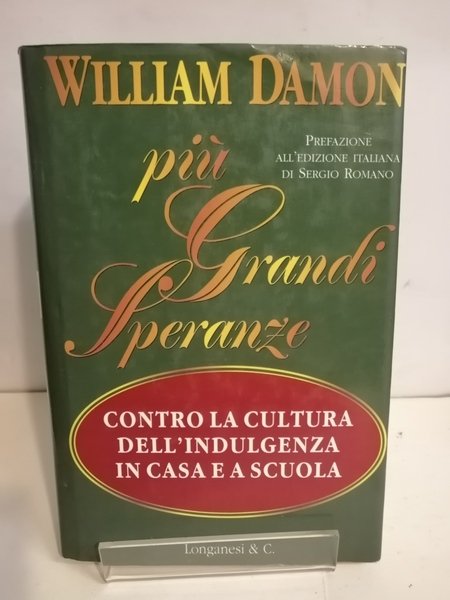 WILLIAM DAMON
PREFAZIONE
ALL'EDIZIONE ITALIANA
DI SERGIO ROMANO
più
Grandi
Speranze
CONTRO LA CULTURA
DELL'INDULGENZA
IN CASA E A SCUOLA
Longanesi & C.